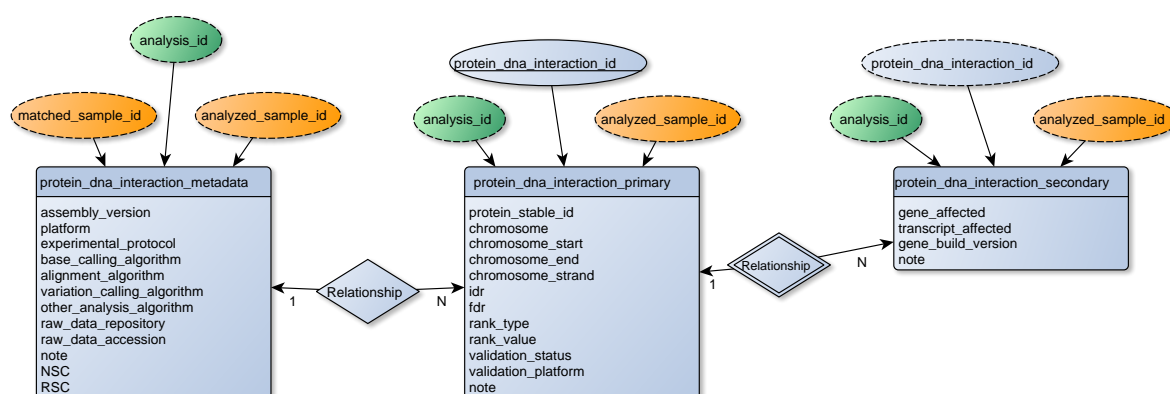 analysis_id
matched_sample_id
analyzed_sample_id
protein_dna_interaction_metadata
assembly_version
platform
experimental_protocol
base_calling_algorithm
alignment_algorithm
variation_calling_algorithm
other_analysis_algorithm
raw_data_repository
raw_data_accession
note
NSC
RSC
1
Relationship
N
protein_dna_interaction_id
analysis_id
analyzed_sample_id
protein_dna_interaction_primary
protein_stable_id
chromosome
chromosome_start
chromosome_end
chromosome_strand
idr
fdr
rank_type
rank_value
validation_status
validation_platform
note
1
Relationship
N
protein_dna_interaction_id
analysis_id
analyzed_sample_id
protein_dna_interaction_secondary
gene_affected
transcript_affected
gene_build_version
note